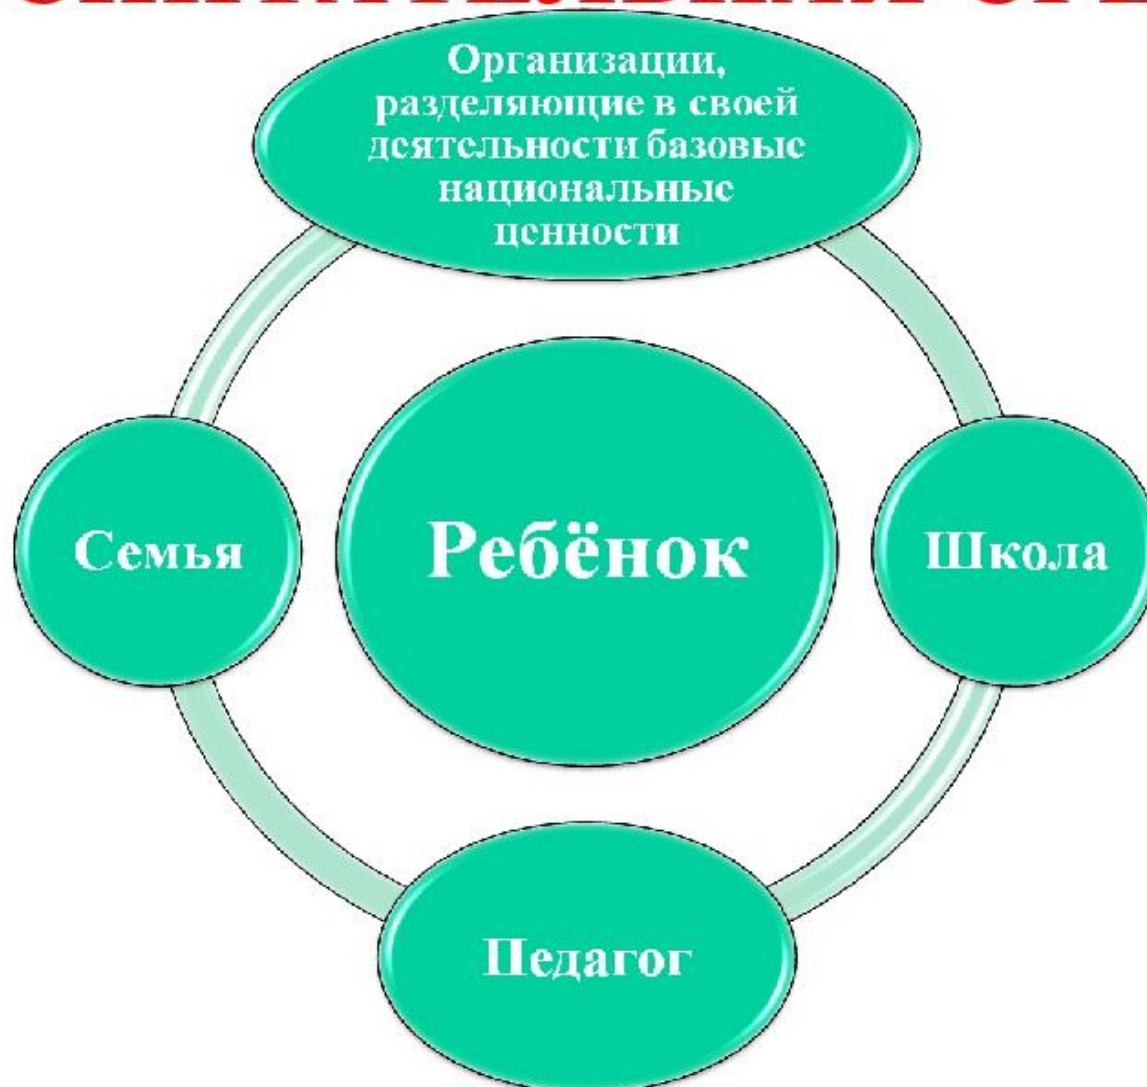 Организации,
разделяющие в своей
деятельности базовые
национальные
ценности
Семья
Ребёнок
Школа
Педагог